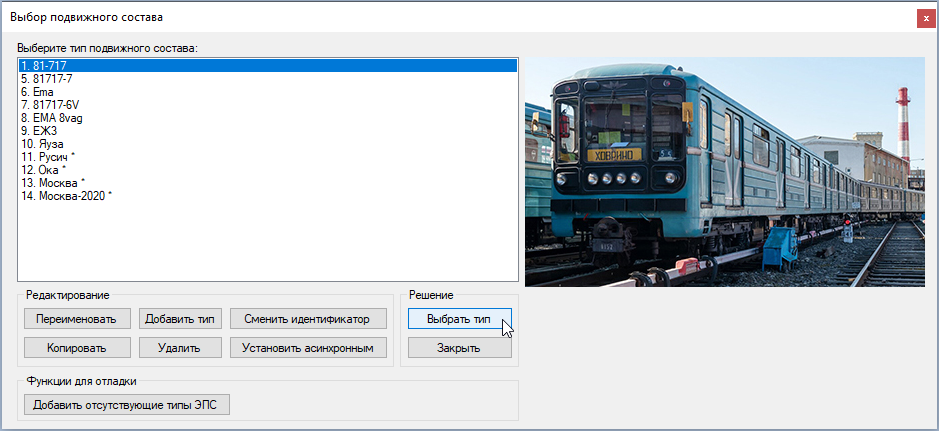 Выбор подвижного состава
x
Выберите тип подвижного состава:
1. 81-717
5. 81717-7
6. Ema
7. 81717-6V
8. EMA 8vag
9. ЕЖ3
10. Яуза
11. Русич *
12. Ока *
13. Москва *
14. Москва-2020 *
ХОВРИНО
Редактирование
Переименовать
Добавить тип
Сменить идентификатор
Копировать
Удалить
Установить асинхронным
Решение
Выбрать тип
Закрыть
Функции для отладки
Добавить отсутствующие типы ЭПС